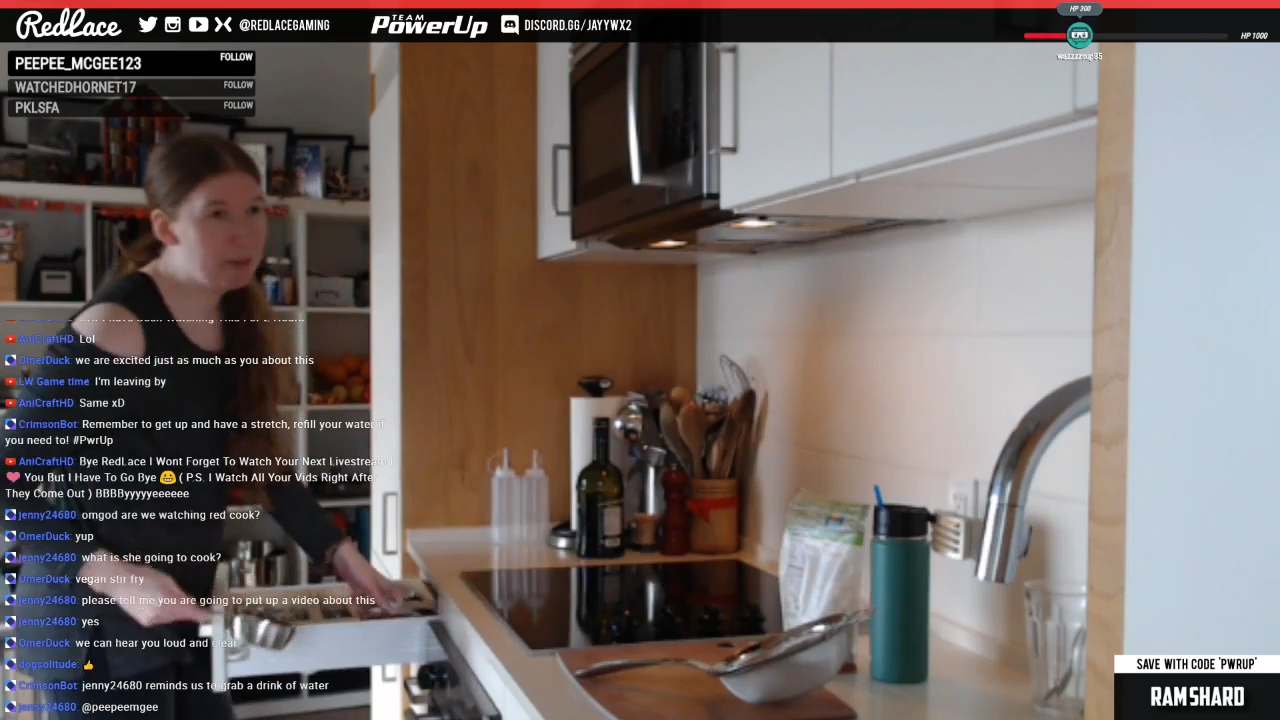 RedLace
@REDLACEGAMING
TEAM
PowerUp
DISCORD.GG/JAYYWX2
HP 300
HP 1000
wazzzzsup85
PEEPEE_MCGEE123 FOLLOW
WATCHEDHORNET17 FOLLOW
PKLSFA FOLLOW
AniCraftHD: Lol
OmerDuck: we are excited just as much as you about this
LW Game time: I'm leaving by
AniCraftHD: Same xD
CrimsonBot: Remember to get up and have a stretch, refill your water if
you need to! #PwrUp
AniCraftHD: Bye RedLace I Wont Forget To Watch Your Next Livestream I
❤ You But I Have To Go Bye 😁 ( P.S. I Watch All Your Vids Right After
They Come Out ) BBBByyyyyeeeeee
jenny24680: omgod are we watching red cook?
OmerDuck: yup
jenny24680: what is she going to cook?
OmerDuck: vegan stir fry
jenny24680: please tell me you are going to put up a video about this
jenny24680: yes
OmerDuck: we can hear you loud and clear
dogsolitude: 👍
CrimsonBot: jenny24680 reminds us to grab a drink of water
jenny24680: @peepeemgee
SAVE WITH CODE 'PWRUP'
RAM SHARD